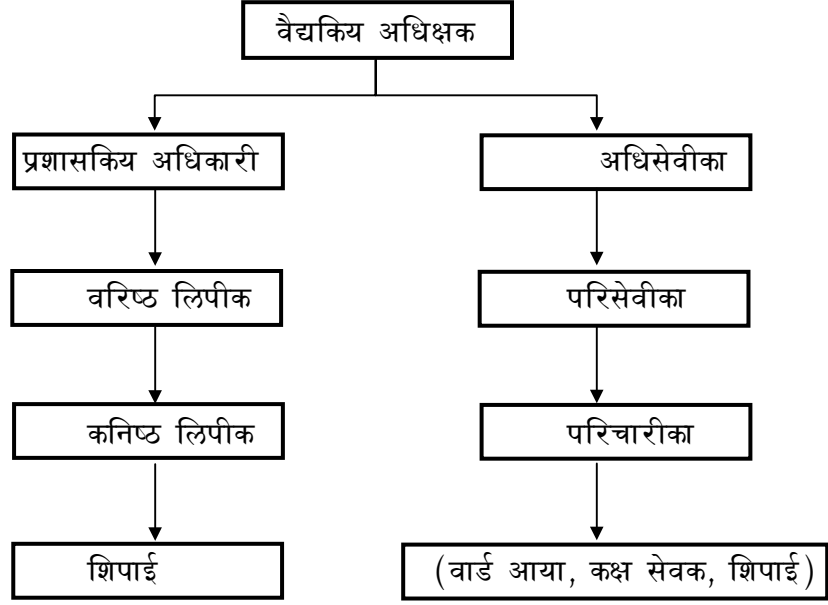 वैद्यकिय अधिक्षक
प्रशासकिय अधिकारी
अधिसेवीका
वरिष्ठ लिपीक
परिसेवीका
कनिष्ठ लिपीक
परिचारीका
शिपाई
(वार्ड आया, कक्ष सेवक, शिपाई)